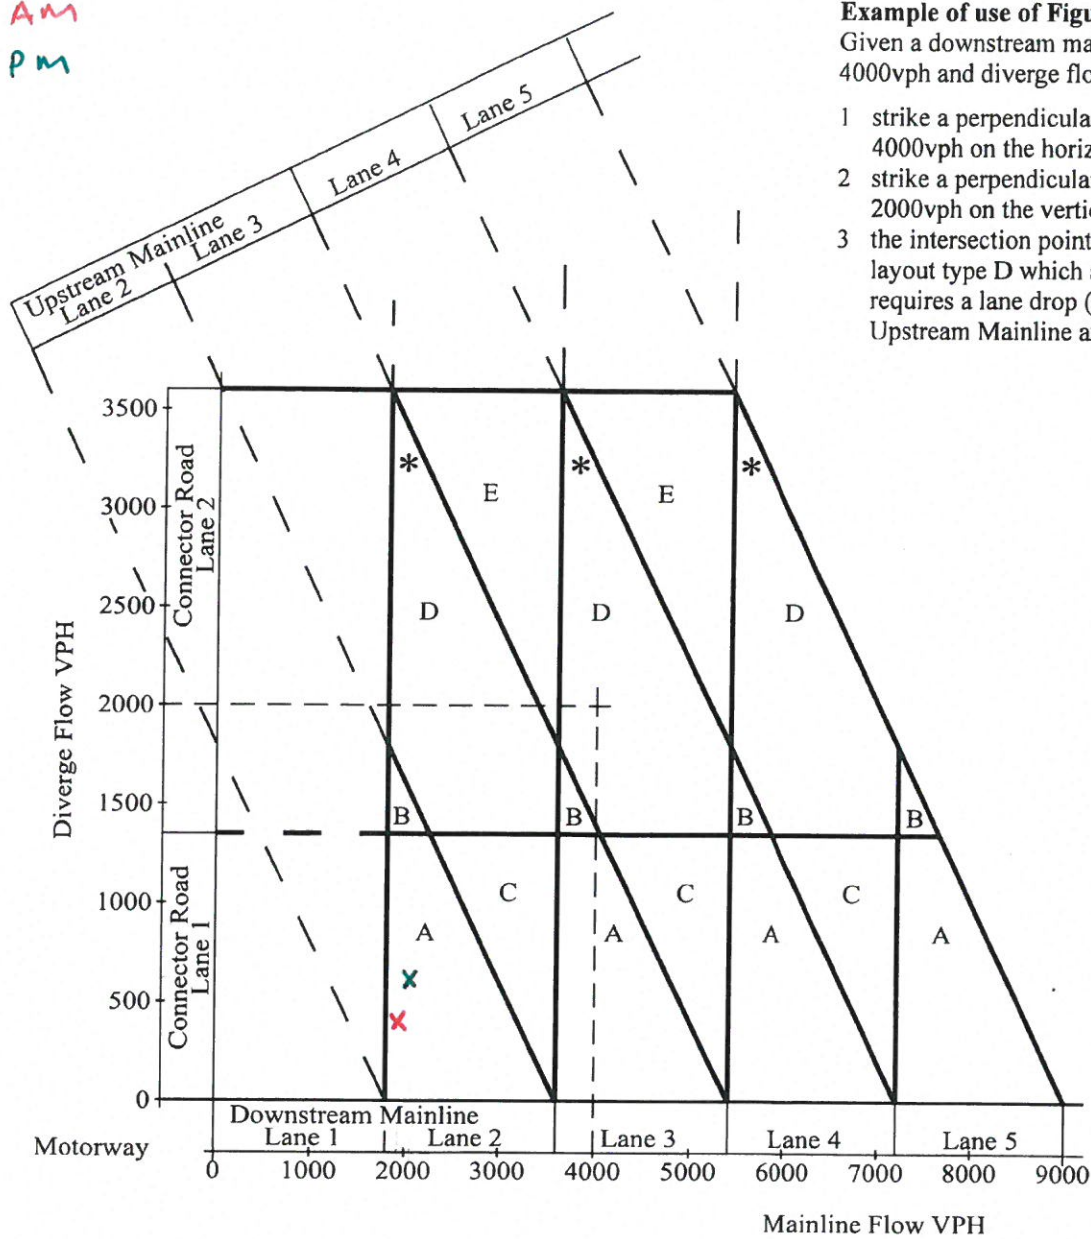 AM
PM
Example of use of Figu
Given a downstream ma
4000vph and diverge flo
1 strike a perpendicula
4000vph on the horiz
2 strike a perpendicula
2000vph on the vertic
3 the intersection point
layout type D which
requires a lane drop (
Upstream Mainline a
Upstream Mainline
Lane 2
Lane 3
Lane 4
Lane 5
3500
3000
2500
2000
1500
1000
500
0
Diverge Flow VPH
Connector Road
Lane 2
Connector Road
Lane 1
* * *
E E
D D D
B B B B
C C C
A A A A
x
x
Downstream Mainline
Motorway
Lane 1 Lane 2 Lane 3 Lane 4 Lane 5
0 1000 2000 3000 4000 5000 6000 7000 8000 9000
Mainline Flow VPH